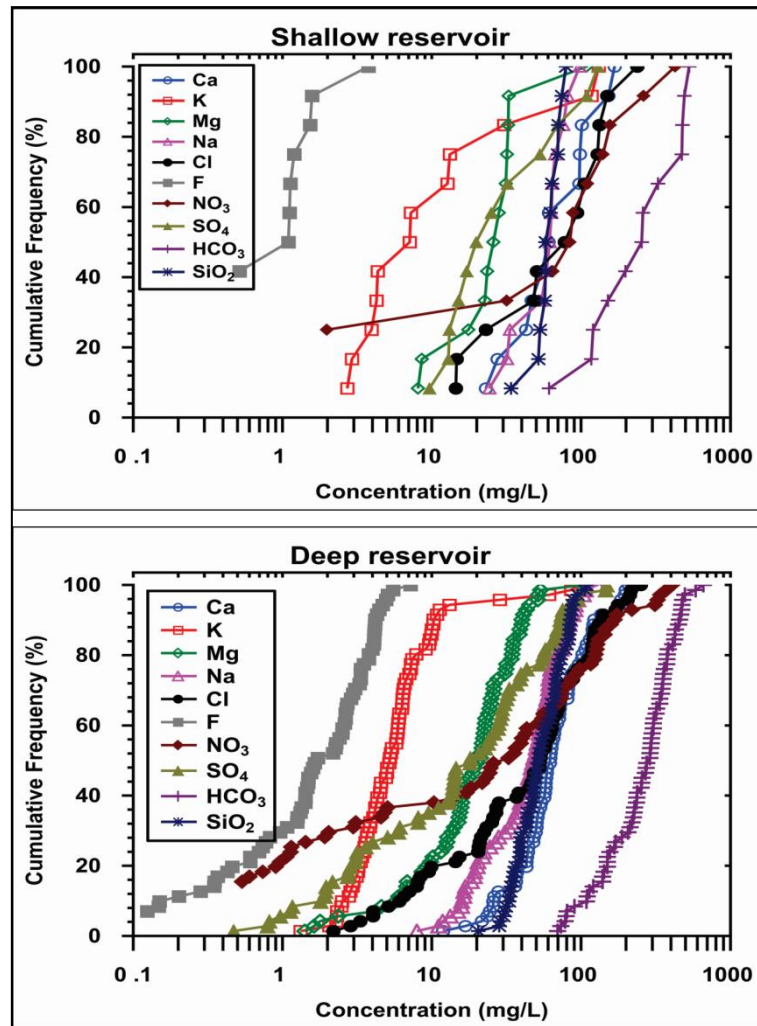 Shallow reservoir
100
80
60
40
20
0
Cumulative Frequency (%)
Ca
K
Mg
Na
Cl
F
NO₃
SO₄
HCO₃
SiO₂
0 .1 1 10 100 1000
Concentration (mg/L)
Deep reservoir
100
80
60
40
20
0
Cumulative Frequency (%)
Ca
K
Mg
Na
Cl
F
NO₃
SO₄
HCO₃
SiO₂
0 .1 1 10 100 1000
Concentration (mg/L)